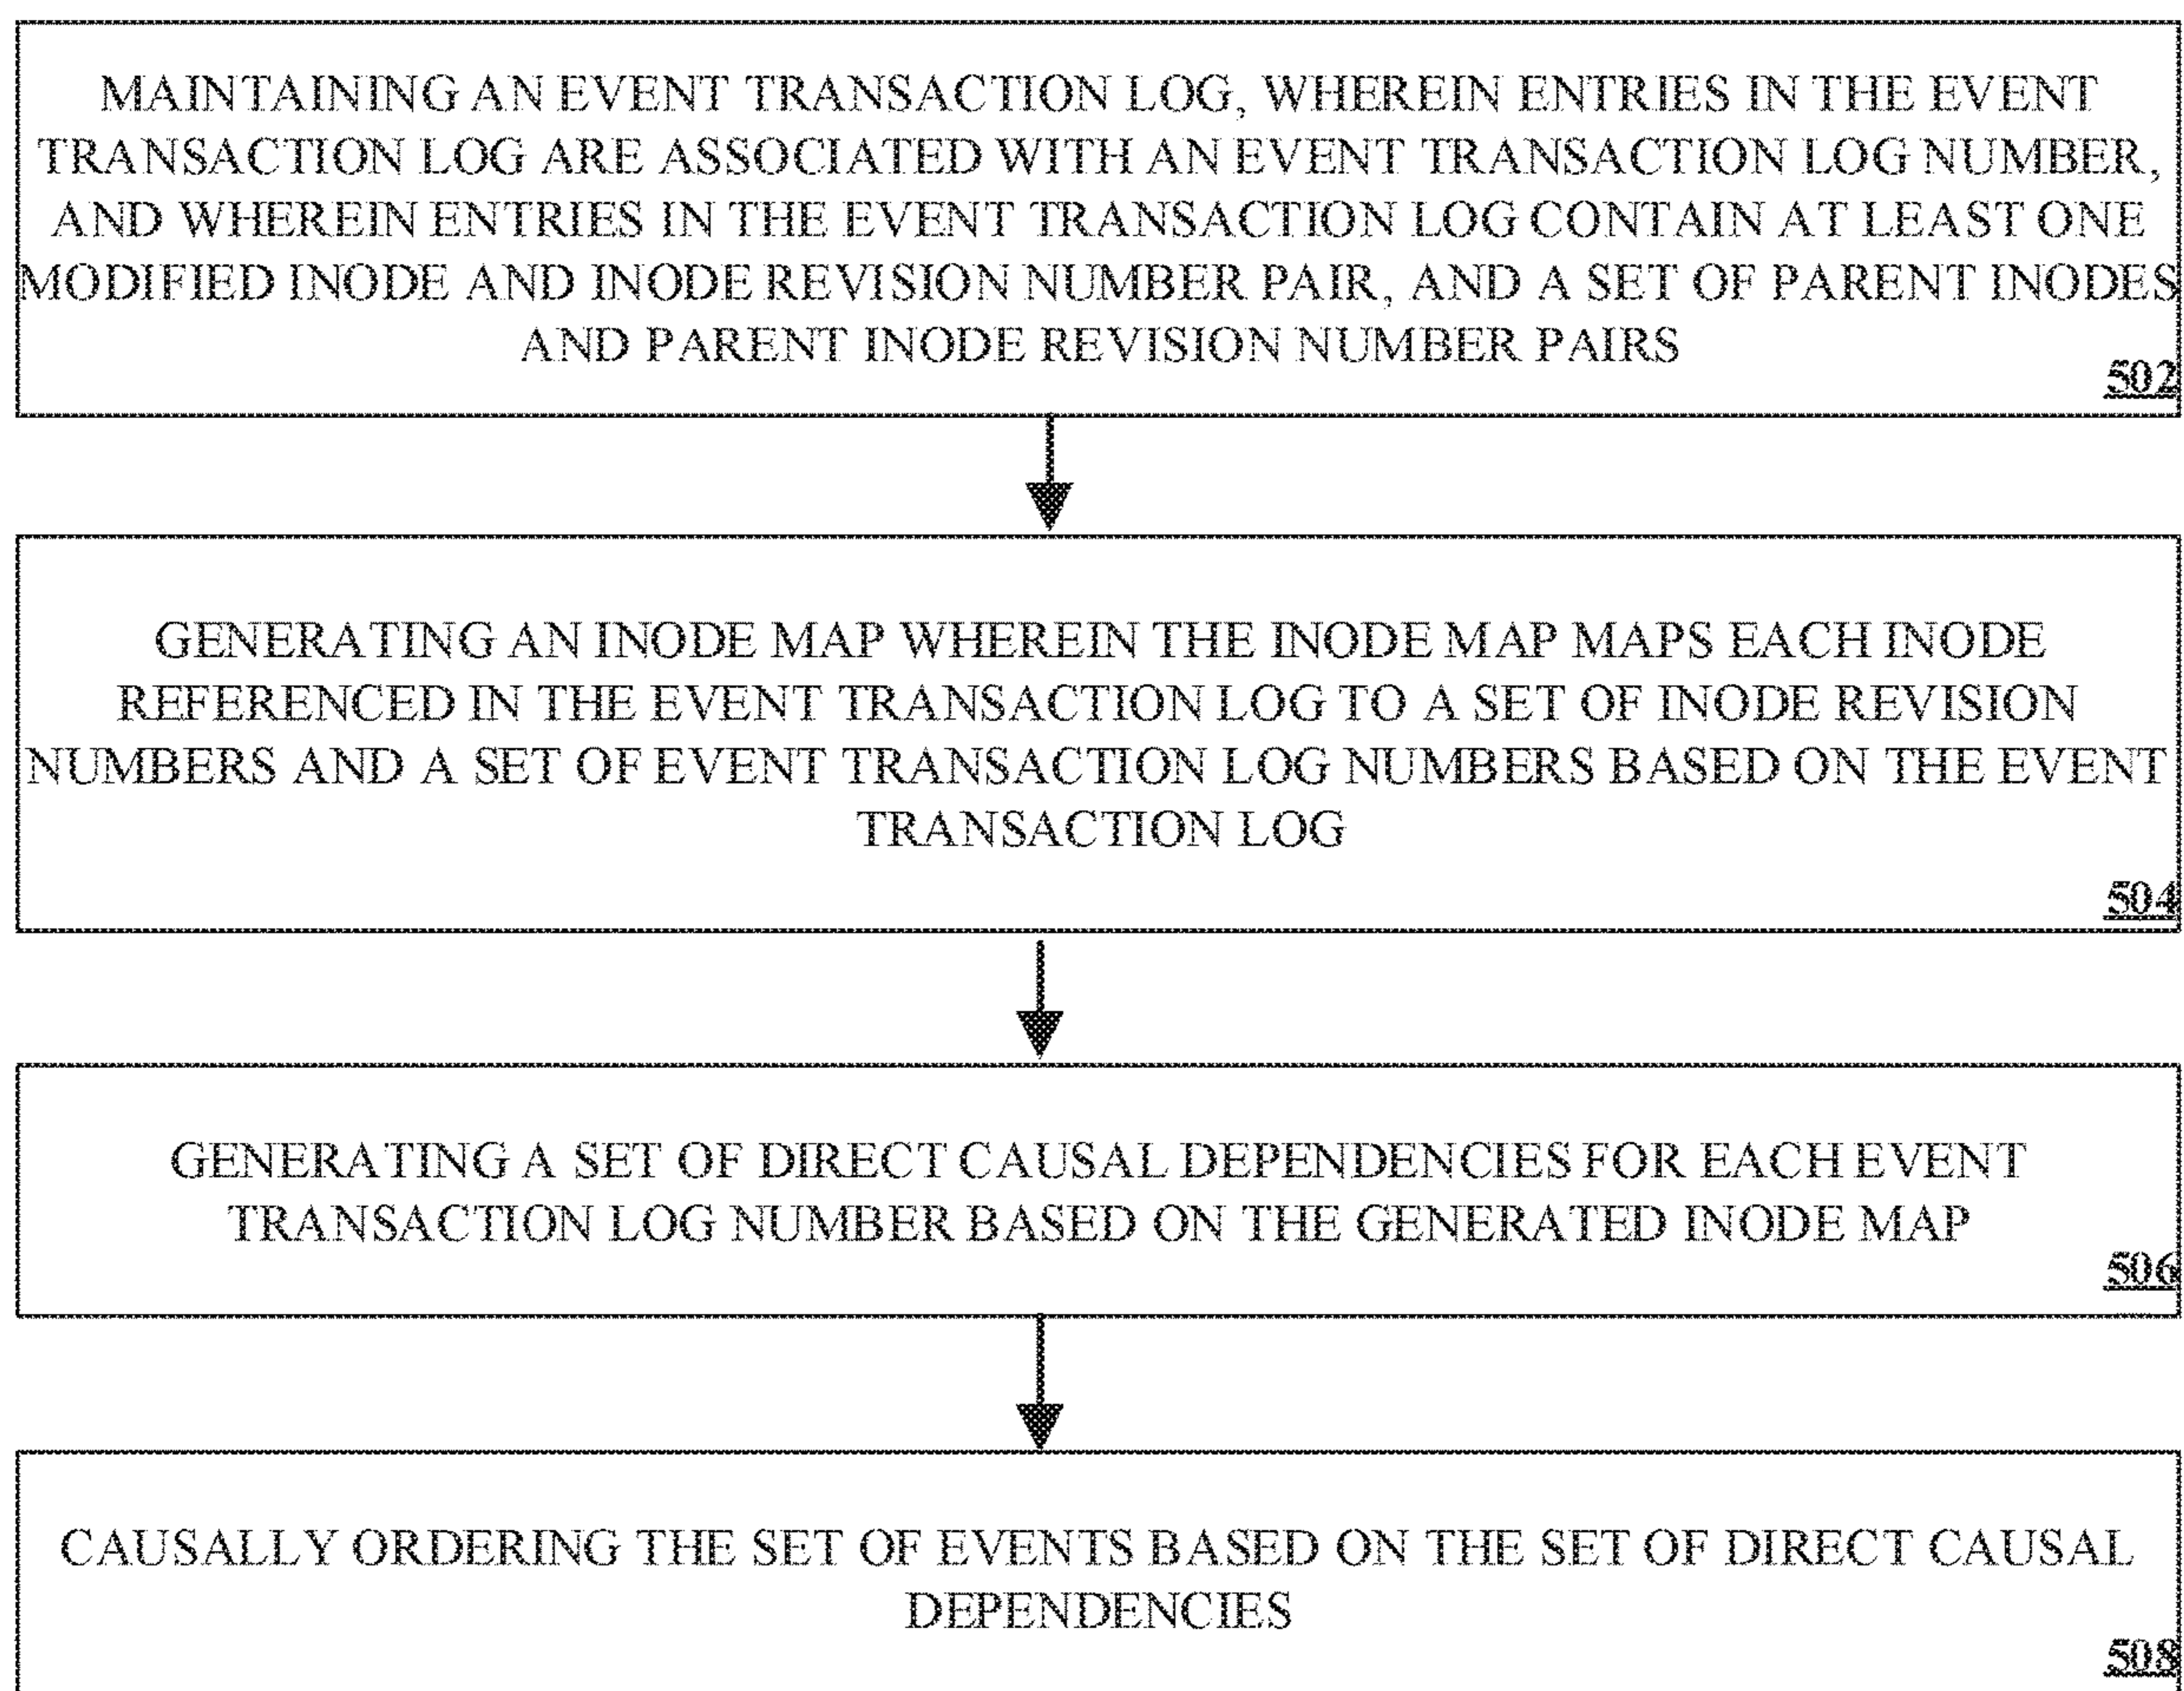 MAINTAINING AN EVENT TRANSACTION LOG, WHEREIN ENTRIES IN THE EVENT
TRANSACTION LOG ARE ASSOCIATED WITH AN EVENT TRANSACTION LOG NUMBER,
AND WHEREIN ENTRIES IN THE EVENT TRANSACTION LOG CONTAIN AT LEAST ONE
MODIFIED INODE AND INODE REVISION NUMBER PAIR, AND A SET OF PARENT INODES
AND PARENT INODE REVISION NUMBER PAIRS
502
GENERATING AN INODE MAP WHEREIN THE INODE MAP MAPS EACH INODE
REFERENCED IN THE EVENT TRANSACTION LOG TO A SET OF INODE REVISION
NUMBERS AND A SET OF EVENT TRANSACTION LOG NUMBERS BASED ON THE EVENT
TRANSACTION LOG
504
GENERATING A SET OF DIRECT CAUSAL DEPENDENCIES FOR EACH EVENT
TRANSACTION LOG NUMBER BASED ON THE GENERATED INODE MAP
506
CAUSALLY ORDERING THE SET OF EVENTS BASED ON THE SET OF DIRECT CAUSAL
DEPENDENCIES
508